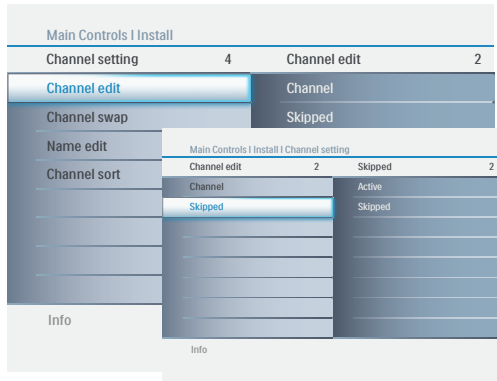 Main Controls I Install
Channel setting 4 Channel edit 2
Channel edit Channel
Channel swap Skipped
Name edit
Channel sort
Info
Main Controls I Install I Channel setting
Channel edit 2 Skipped 2
Channel Active
Skipped Skipped
Info